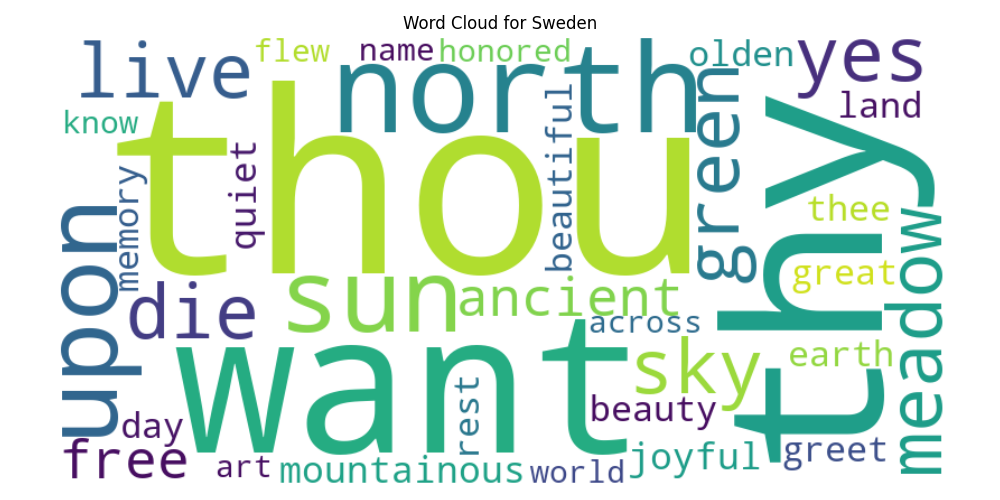 Word Cloud for Sweden
live
flew
name
honored
olden
yes
north
land
know
thou
quiet
beautiful
green
thy
memory
upon
thee
meadow
great
sun
ancient
die
across
want
sky
earth
rest
beauty
day
free
art
mountainous
world
joyful
greet